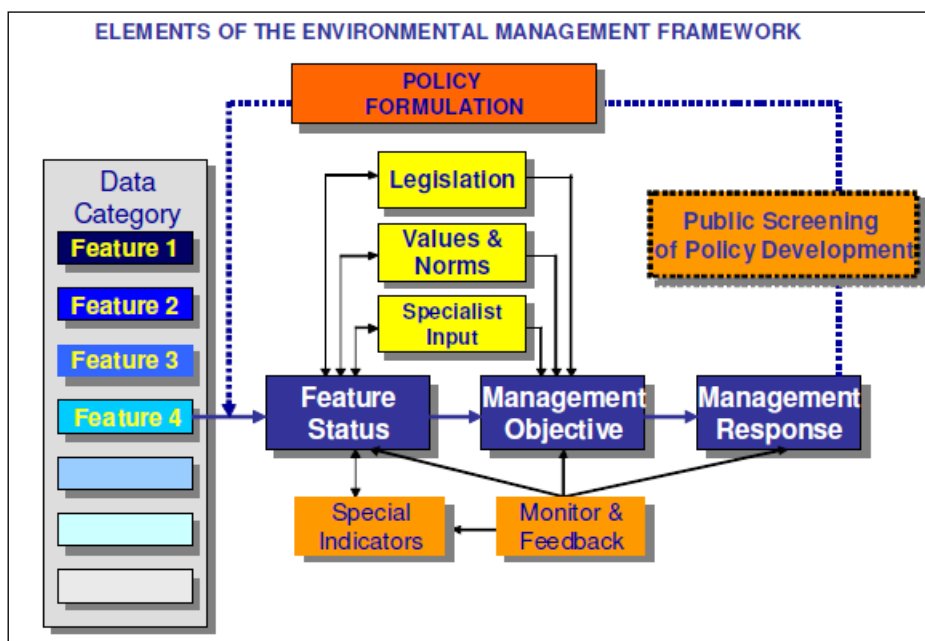 ELEMENTS OF THE ENVIRONMENTAL MANAGEMENT FRAMEWORK
POLICY
FORMULATION
Data
Category
Feature 1
Feature 2
Feature 3
Feature 4
Legislation
Values &
Norms
Specialist
Input
Public Screening
of Policy Development
Feature
Status
Management
Objective
Management
Response
Special
Indicators
Monitor &
Feedback